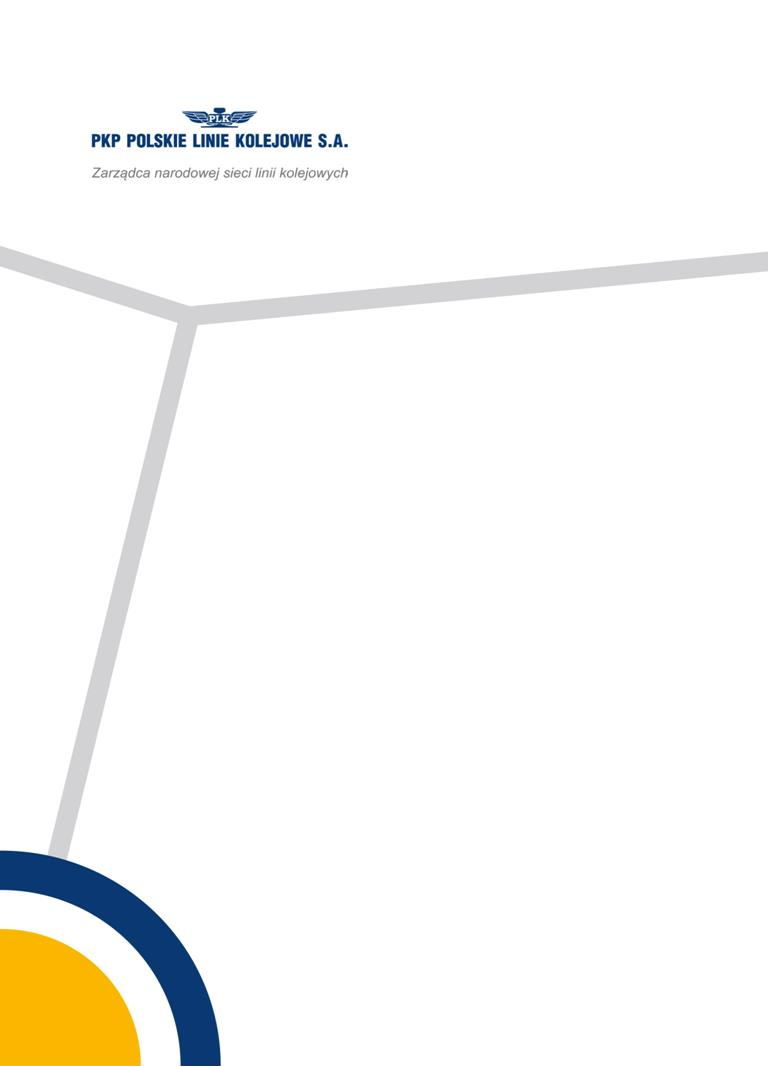 PLK
PKP POLSKIE LINIE KOLEJOWE S.A.
Zarządca narodowej sieci linii kolejowych